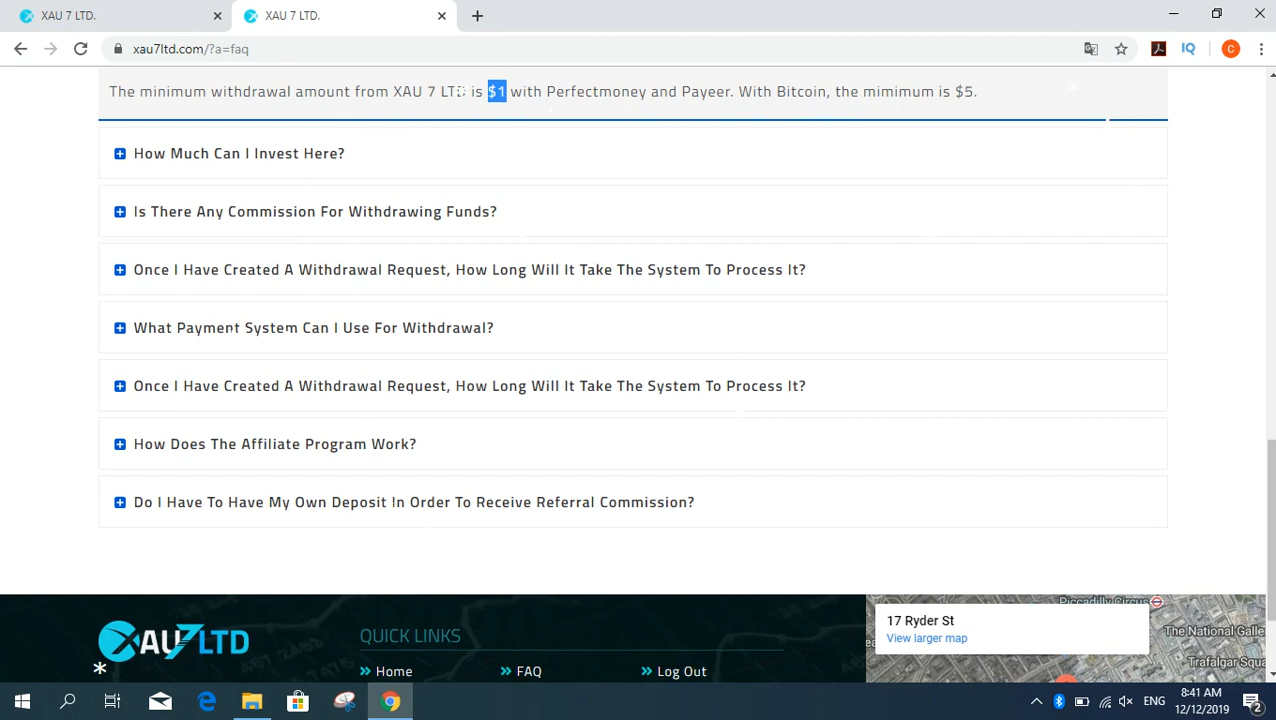 XAU 7 LTD.
XAU 7 LTD.
xau7ltd.com/?a=faq
IQ
C
The minimum withdrawal amount from XAU 7 LTD is $1 with Perfectmoney and Payeer. With Bitcoin, the mimimum is $5.
How Much Can I Invest Here?
Is There Any Commission For Withdrawing Funds?
Once I Have Created A Withdrawal Request, How Long Will It Take The System To Process It?
What Payment System Can I Use For Withdrawal?
Once I Have Created A Withdrawal Request, How Long Will It Take The System To Process It?
How Does The Affiliate Program Work?
Do I Have To Have My Own Deposit In Order To Receive Referral Commission?
XAU7LTD
QUICK LINKS
Home
FAQ
Log Out
Piccadilly Circus
17 Ryder St
View larger map
The National Galle
Trafalgar Squa
ENG
8:41 AM
12/12/2019
2